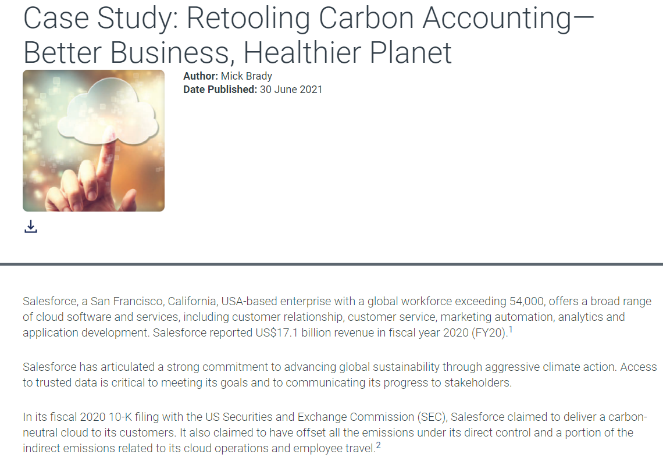 Case Study: Retooling Carbon Accounting—
Better Business, Healthier Planet
Author: Mick Brady
Date Published: 30 June 2021
Salesforce, a San Francisco, California, USA-based enterprise with a global workforce exceeding 54,000, offers a broad range
of cloud software and services, including customer relationship, customer service, marketing automation, analytics and
application development. Salesforce reported US$17.1 billion revenue in fiscal year 2020 (FY20).1
Salesforce has articulated a strong commitment to advancing global sustainability through aggressive climate action. Access
to trusted data is critical to meeting its goals and to communicating its progress to stakeholders.
In its fiscal 2020 10-K filing with the US Securities and Exchange Commission (SEC), Salesforce claimed to deliver a carbon-
neutral cloud to its customers. It also claimed to have offset all the emissions under its direct control and a portion of the
indirect emissions related to its cloud operations and employee travel.2